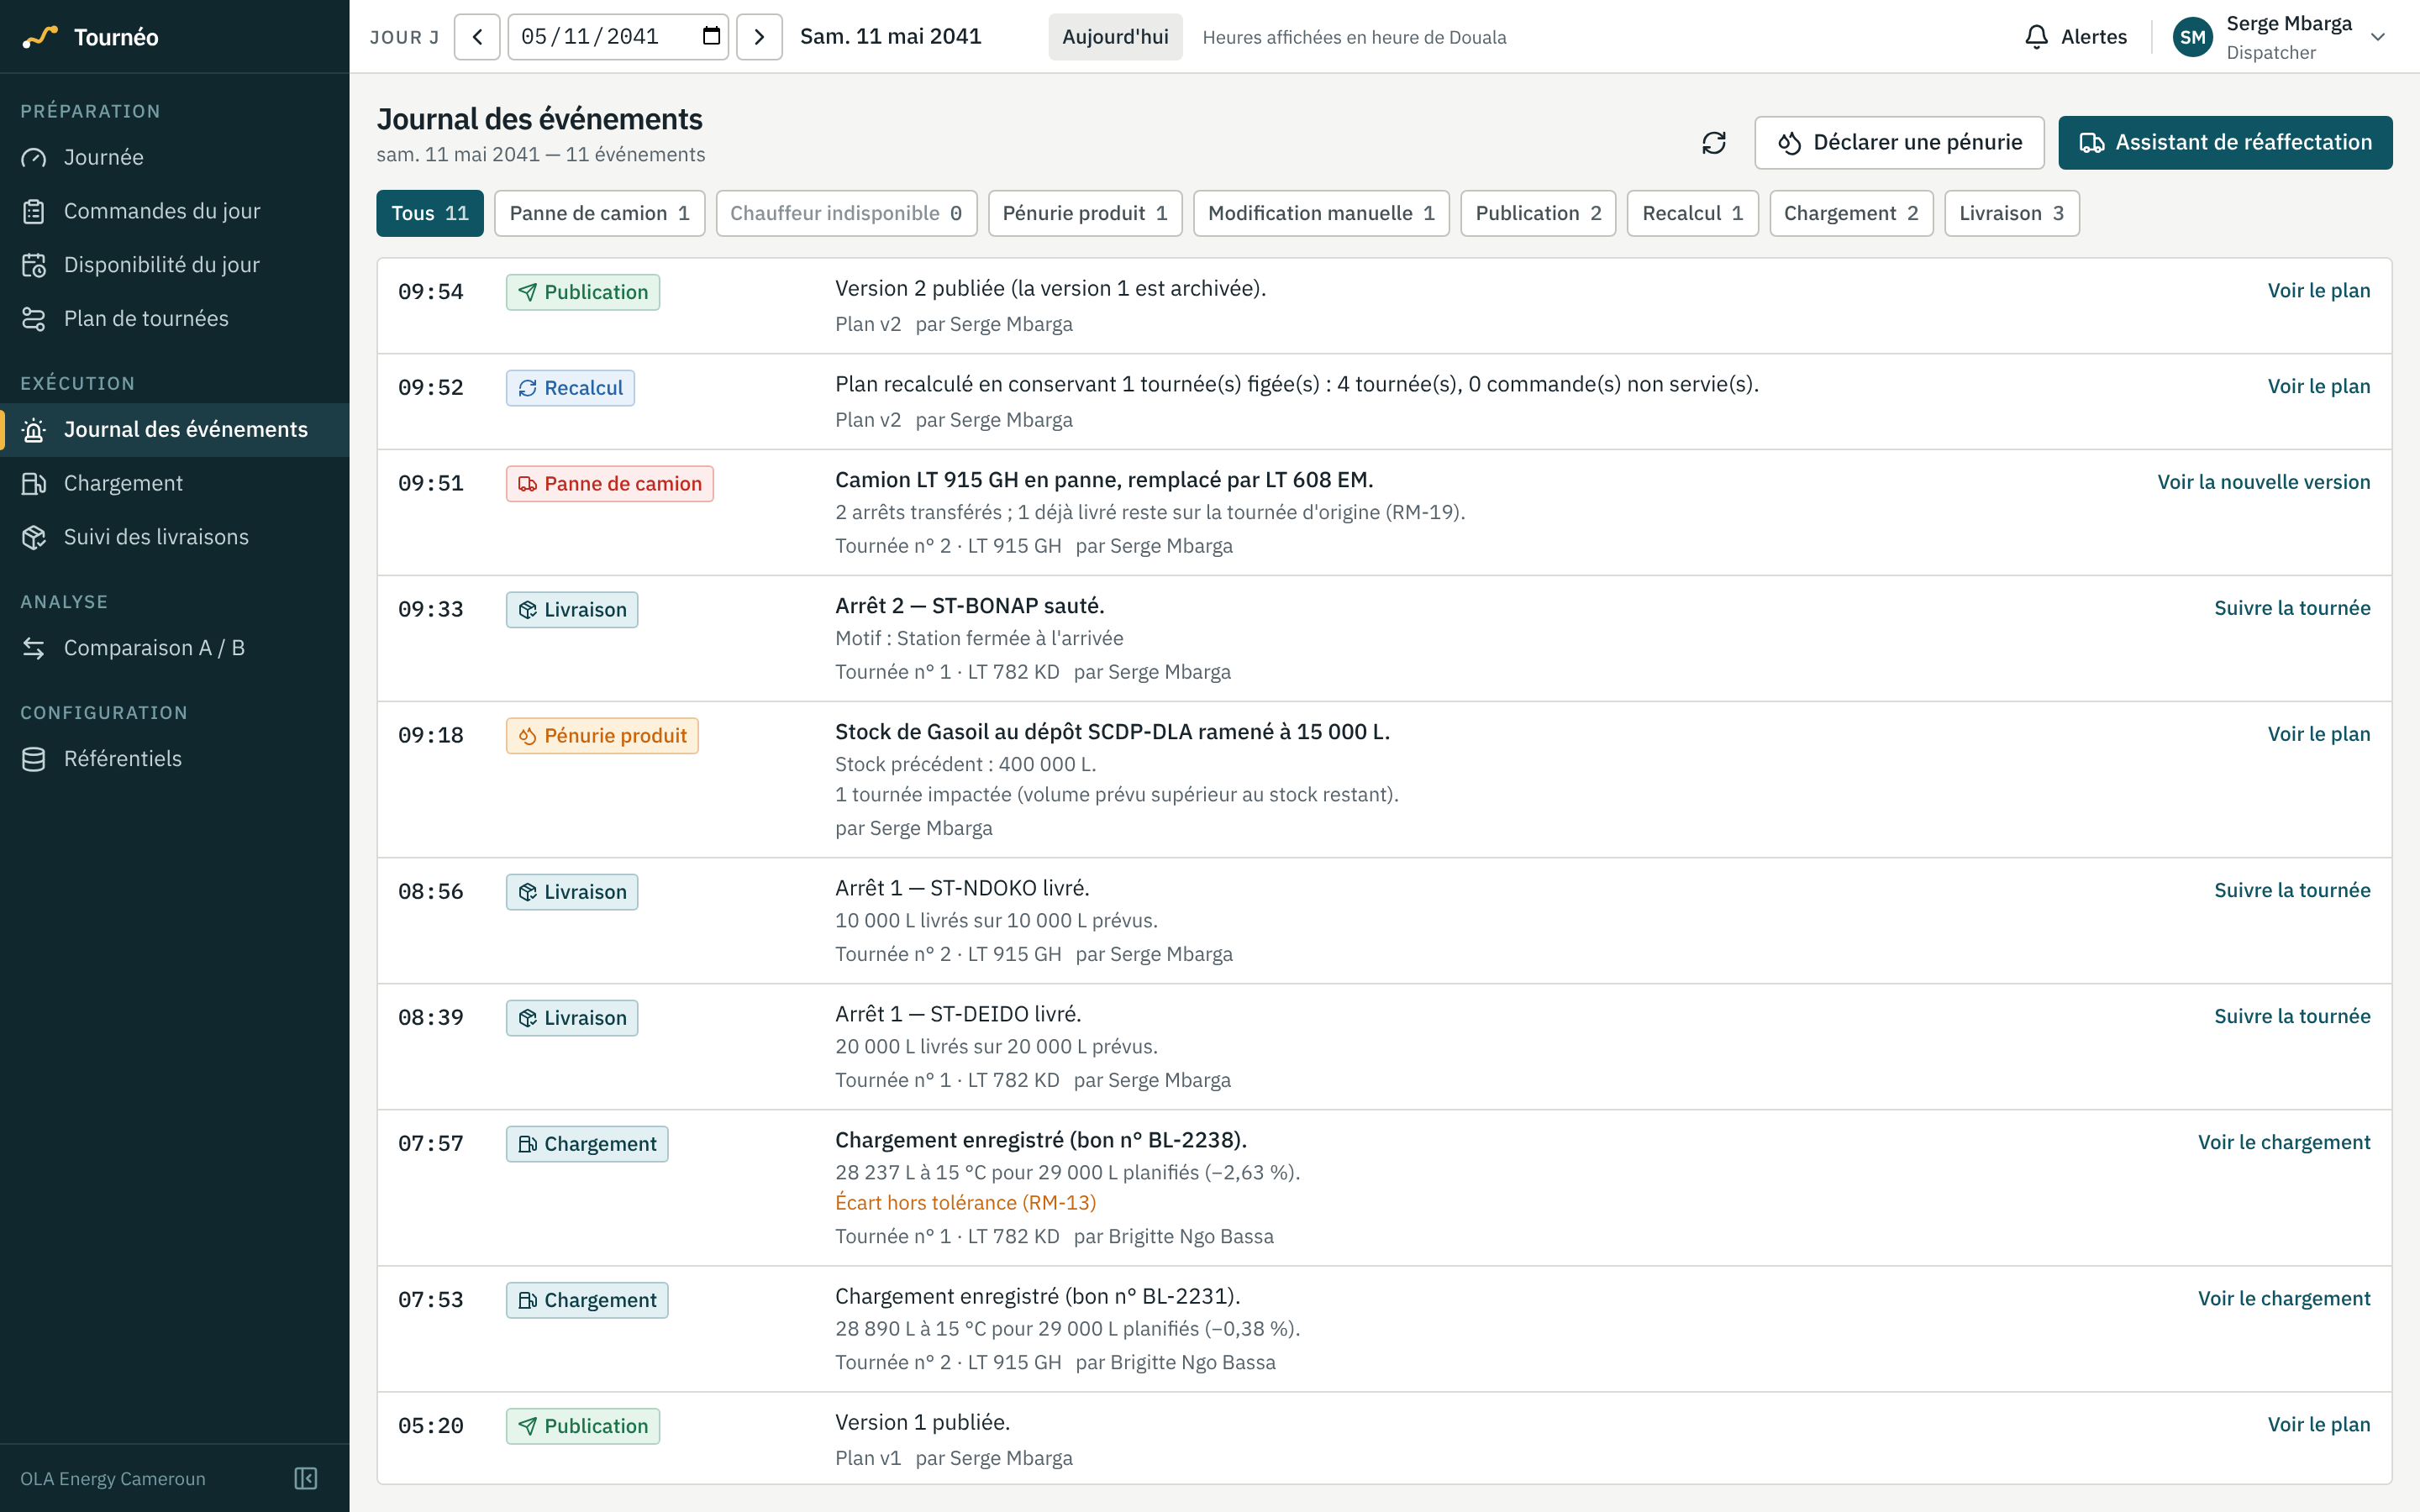 Tournéo
JOUR J
05/11/2041
Sam. 11 mai 2041
Aujourd'hui
Heures affichées en heure de Douala
Alertes
SM
Serge Mbarga
Dispatcher
PRÉPARATION
Journée
Commandes du jour
Disponibilité du jour
Plan de tournées
EXÉCUTION
Journal des événements
Chargement
Suivi des livraisons
ANALYSE
Comparaison A / B
CONFIGURATION
Référentiels
OLA Energy Cameroun
Journal des événements
sam. 11 mai 2041 — 11 événements
Déclarer une pénurie
Assistant de réaffectation
Tous 11
Panne de camion 1
Chauffeur indisponible 0
Pénurie produit 1
Modification manuelle 1
Publication 2
Recalcul 1
Chargement 2
Livraison 3
09:54
Publication
Version 2 publiée (la version 1 est archivée).
Plan v2 par Serge Mbarga
Voir le plan
09:52
Recalcul
Plan recalculé en conservant 1 tournée(s) figée(s) : 4 tournée(s), 0 commande(s) non servie(s).
Plan v2 par Serge Mbarga
Voir le plan
09:51
Panne de camion
Camion LT 915 GH en panne, remplacé par LT 608 EM.
2 arrêts transférés ; 1 déjà livré reste sur la tournée d'origine (RM-19).
Tournée n° 2 · LT 915 GH par Serge Mbarga
Voir la nouvelle version
09:33
Livraison
Arrêt 2 — ST-BONAP sauté.
Motif : Station fermée à l'arrivée
Tournée n° 1 · LT 782 KD par Serge Mbarga
Suivre la tournée
09:18
Pénurie produit
Stock de Gasoil au dépôt SCDP-DLA ramené à 15 000 L.
Stock précédent : 400 000 L.
1 tournée impactée (volume prévu supérieur au stock restant).
par Serge Mbarga
Voir le plan
08:56
Livraison
Arrêt 1 — ST-NDOKO livré.
10 000 L livrés sur 10 000 L prévus.
Tournée n° 2 · LT 915 GH par Serge Mbarga
Suivre la tournée
08:39
Livraison
Arrêt 1 — ST-DEIDO livré.
20 000 L livrés sur 20 000 L prévus.
Tournée n° 1 · LT 782 KD par Serge Mbarga
Suivre la tournée
07:57
Chargement
Chargement enregistré (bon n° BL-2238).
28 237 L à 15 °C pour 29 000 L planifiés (−2,63 %).
Écart hors tolérance (RM-13)
Tournée n° 1 · LT 782 KD par Brigitte Ngo Bassa
Voir le chargement
07:53
Chargement
Chargement enregistré (bon n° BL-2231).
28 890 L à 15 °C pour 29 000 L planifiés (−0,38 %).
Tournée n° 2 · LT 915 GH par Brigitte Ngo Bassa
Voir le chargement
05:20
Publication
Version 1 publiée.
Plan v1 par Serge Mbarga
Voir le plan